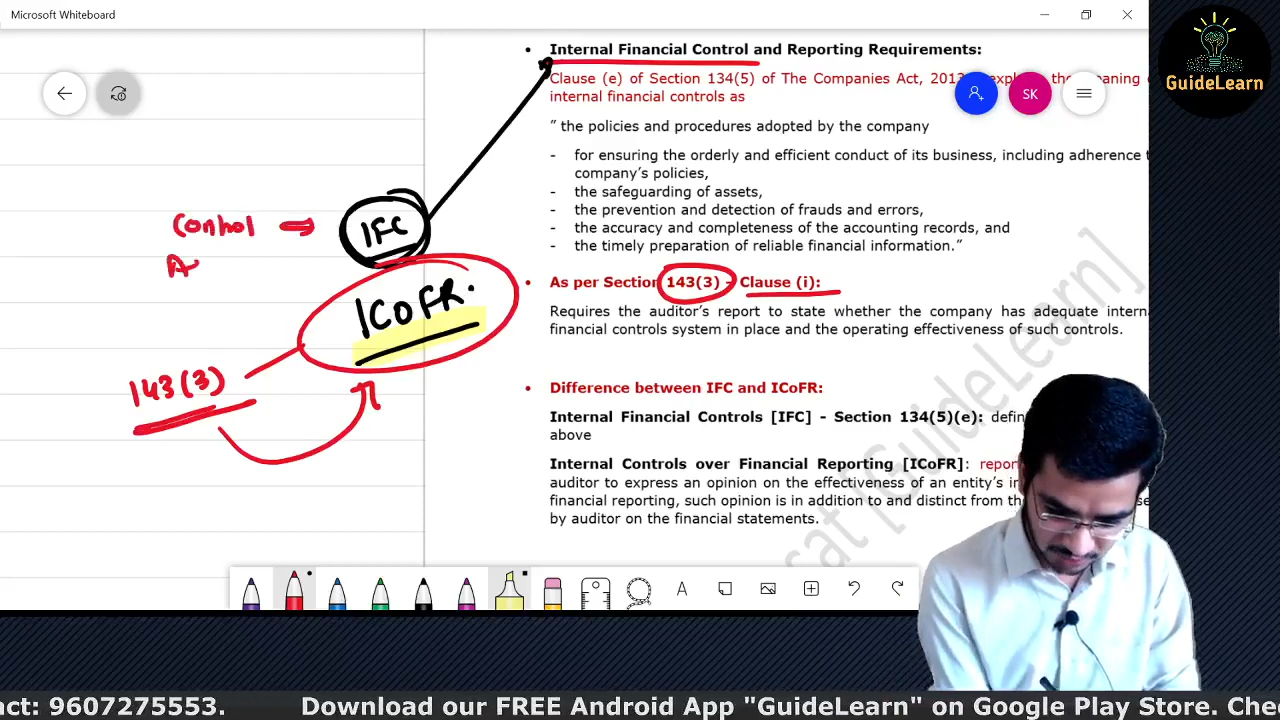 Microsoft Whiteboard
GuideLearn
SK
• Internal Financial Control and Reporting Requirements:
Clause (e) of Section 134(5) of The Companies Act, 2013
internal financial controls as
" the policies and procedures adopted by the company
- for ensuring the orderly and efficient conduct of its business, including adherence
company's policies,
- the safeguarding of assets,
- the prevention and detection of frauds and errors,
- the accuracy and completeness of the accounting records, and
- the timely preparation of reliable financial information."
• As per Section 143(3) - Clause (i):
Requires the auditor's report to state whether the company has adequate
financial controls system in place and the operating effectiveness of such controls.
• Difference between IFC and ICoFR:
Internal Financial Controls [IFC] - Section 134(5)(e):
above
Internal Controls over Financial Reporting [ICoFR]:
auditor to express an opinion on the effectiveness of an entity's
financial reporting, such opinion is in addition to and distinct from
by auditor on the financial statements.
Control ⇒ IFC
A
ICoFR.
143(3)
[GuideLearn]
act: 9607275553. Download our FREE Android App "GuideLearn" on Google Play Store.